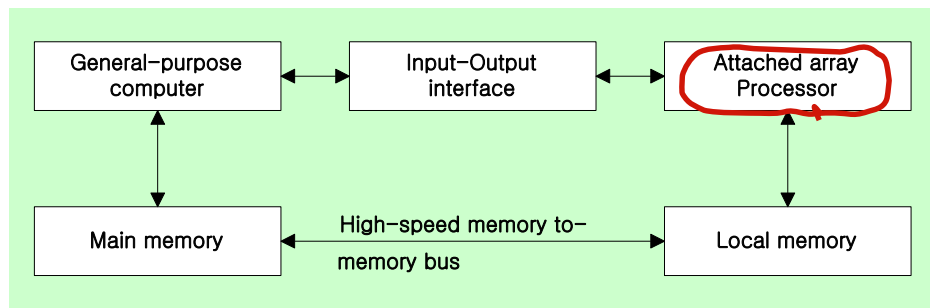 General-purpose
computer
Input-Output
interface
Attached array
Processor
Main memory
High-speed memory to-
memory bus
Local memory